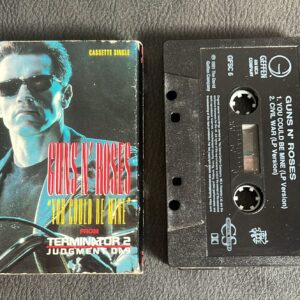 CASSETTE SINGLE
GUNS N' ROSES
"YOU COULD BE MINE"
FROM
TERMINATOR 2
JUDGMENT DAY
GEFFEN
GFSC 6
GUNS N' ROSES
1. YOU COULD BE MINE (LP Version)
2. CIVIL WAR (LP Version)